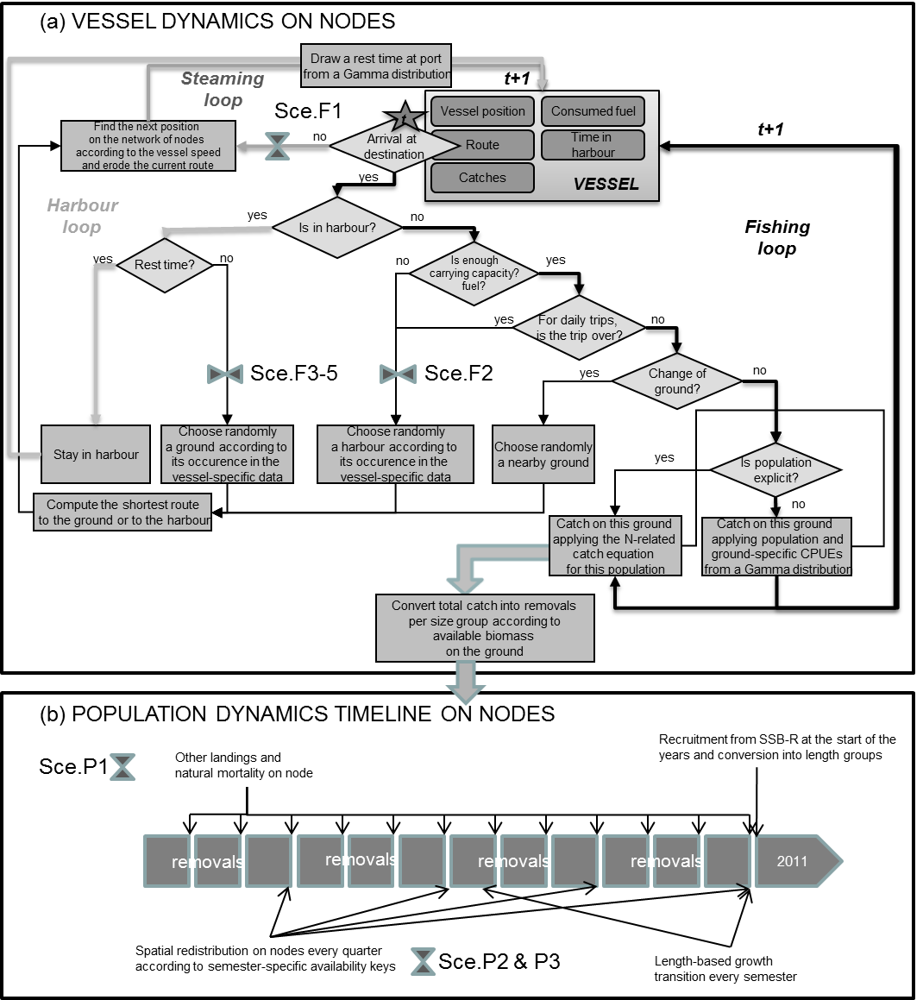 (a) VESSEL DYNAMICS ON NODES
Draw a rest time at port
from a Gamma distribution
Steaming
loop
t+1
Sce.F1
t
Vessel position
Consumed fuel
Route
Time in
harbour
Catches
VESSEL
Find the next position
on the network of nodes
according to the vessel speed
and erode the current route
no
Arrival at
destination
t+1
yes
Harbour
loop
yes
Is in harbour?
no
Fishing
loop
yes
Rest time?
no
no
Is enough
carrying capacity?
fuel?
yes
yes
For daily trips,
is the trip over?
no
Sce.F3-5
Sce.F2
yes
Change of
ground?
no
Stay in harbour
Choose randomly
a ground according to
its occurence in the
vessel-specific data
Choose randomly
a harbour according to
its occurence in the
vessel-specific data
Choose randomly
a nearby ground
yes
Is population
explicit?
no
Compute the shortest route
to the ground or to the harbour
Catch on this ground
applying the N-related
catch equation
for this population
Catch on this ground
applying population and
ground-specific CPUEs
from a Gamma distribution
Convert total catch into removals
per size group according to
available biomass
on the ground
(b) POPULATION DYNAMICS TIMELINE ON NODES
Sce.P1
Other landings and
natural mortality on node
Recruitment from SSB-R at the start of the
years and conversion into length groups
removals
removals
removals
removals
2011
Spatial redistribution on nodes every quarter
according to semester-specific availability keys
Sce.P2 & P3
Length-based growth
transition every semester